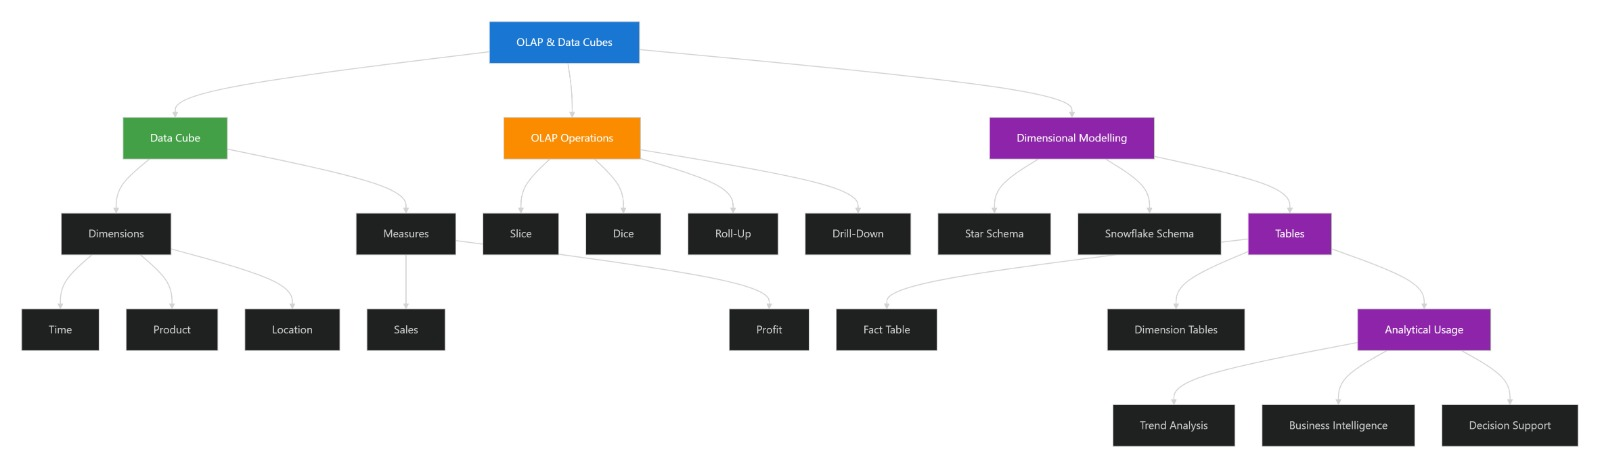 OLAP & Data Cubes
Data Cube
OLAP Operations
Dimensional Modelling
Dimensions
Measures
Slice
Dice
Roll-Up
Drill-Down
Star Schema
Snowflake Schema
Tables
Time
Product
Location
Sales
Profit
Fact Table
Dimension Tables
Analytical Usage
Trend Analysis
Business Intelligence
Decision Support